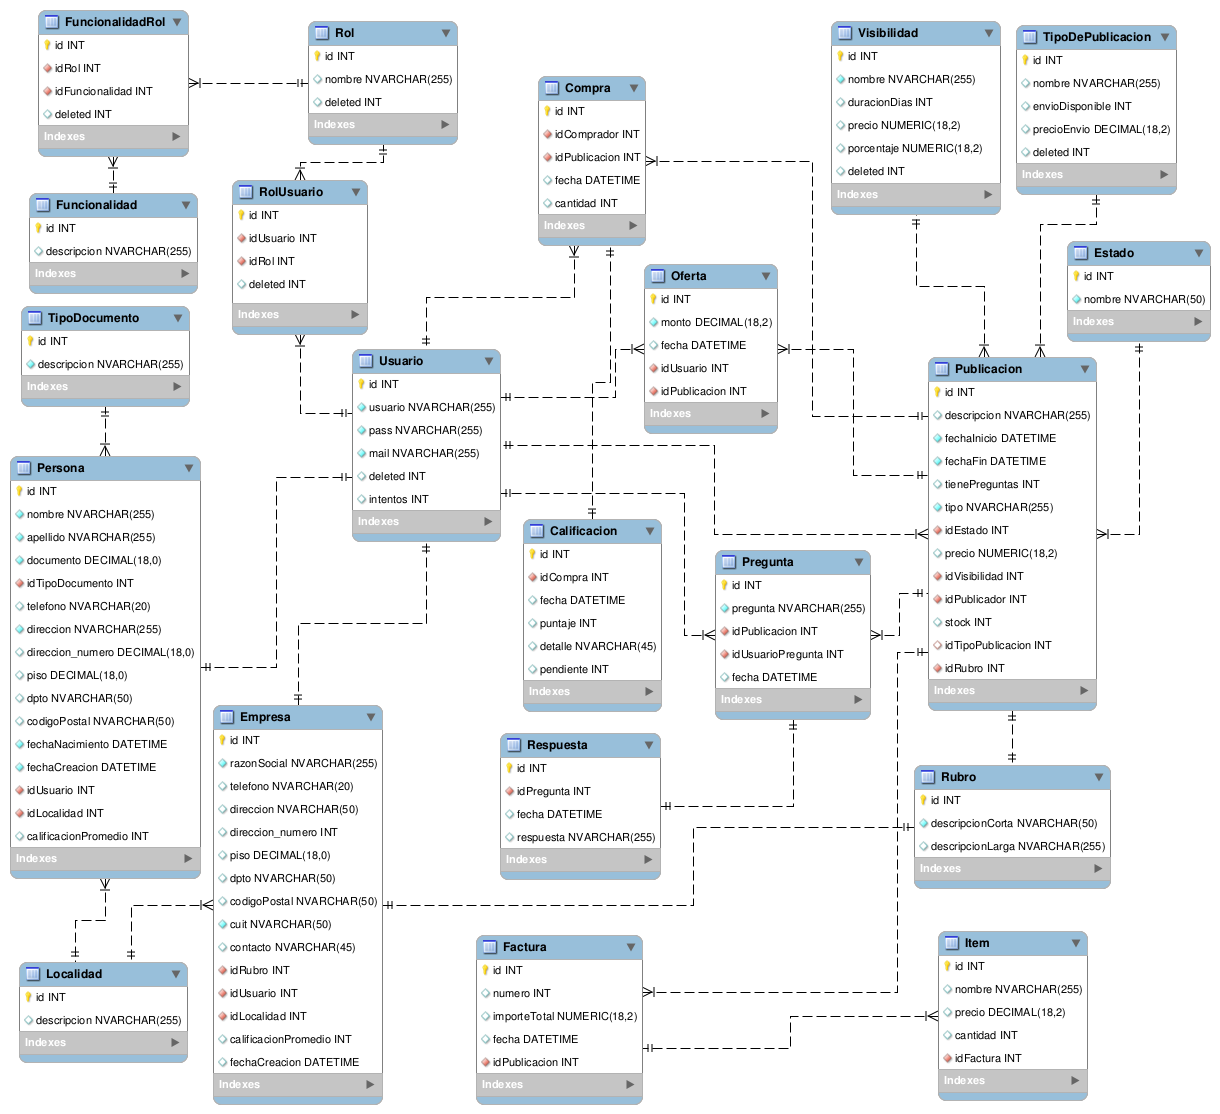 FuncionalidadRol
id INT
idRol INT
idFuncionalidad INT
deleted INT
Indexes
Rol
id INT
nombre NVARCHAR(255)
deleted INT
Indexes
Compra
id INT
idComprador INT
idPublicacion INT
fecha DATETIME
cantidad INT
Indexes
Visibilidad
id INT
nombre NVARCHAR(255)
duracionDias INT
precio NUMERIC(18,2)
porcentaje NUMERIC(18,2)
deleted INT
Indexes
TipoDePublicacion
id INT
nombre NVARCHAR(255)
envioDisponible INT
precioEnvio DECIMAL(18,2)
deleted INT
Indexes
Funcionalidad
id INT
descripcion NVARCHAR(255)
Indexes
RolUsuario
id INT
idUsuario INT
idRol INT
deleted INT
Indexes
Oferta
id INT
monto DECIMAL(18,2)
fecha DATETIME
idUsuario INT
idPublicacion INT
Indexes
Estado
id INT
nombre NVARCHAR(50)
Indexes
TipoDocumento
id INT
descripcion NVARCHAR(255)
Indexes
Usuario
id INT
usuario NVARCHAR(255)
pass NVARCHAR(255)
mail NVARCHAR(255)
deleted INT
intentos INT
Indexes
Publicacion
id INT
descripcion NVARCHAR(255)
fechaInicio DATETIME
fechaFin DATETIME
tienePreguntas INT
tipo NVARCHAR(255)
idEstado INT
precio NUMERIC(18,2)
idVisibilidad INT
idPublicador INT
stock INT
idTipoPublicacion INT
idRubro INT
Indexes
Persona
id INT
nombre NVARCHAR(255)
apellido NVARCHAR(255)
documento DECIMAL(18,0)
idTipoDocumento INT
telefono NVARCHAR(20)
direccion NVARCHAR(255)
direccion_numero DECIMAL(18,0)
piso DECIMAL(18,0)
dpto NVARCHAR(50)
codigoPostal NVARCHAR(50)
fechaNacimiento DATETIME
fechaCreacion DATETIME
idUsuario INT
idLocalidad INT
calificacionPromedio INT
Indexes
Calificacion
id INT
idCompra INT
fecha DATETIME
puntaje INT
detalle NVARCHAR(45)
pendiente INT
Indexes
Pregunta
id INT
pregunta NVARCHAR(255)
idPublicacion INT
idUsuarioPregunta INT
fecha DATETIME
Indexes
Empresa
id INT
razonSocial NVARCHAR(255)
telefono NVARCHAR(20)
direccion NVARCHAR(50)
direccion_numero INT
piso DECIMAL(18,0)
dpto NVARCHAR(50)
codigoPostal NVARCHAR(50)
cuit NVARCHAR(50)
contacto NVARCHAR(45)
idRubro INT
idUsuario INT
idLocalidad INT
calificacionPromedio INT
fechaCreacion DATETIME
Indexes
Respuesta
id INT
idPregunta INT
fecha DATETIME
respuesta NVARCHAR(255)
Indexes
Rubro
id INT
descripcionCorta NVARCHAR(50)
descripcionLarga NVARCHAR(255)
Indexes
Localidad
id INT
descripcion NVARCHAR(255)
Indexes
Factura
id INT
numero INT
importeTotal NUMERIC(18,2)
fecha DATETIME
idPublicacion INT
Indexes
Item
id INT
nombre NVARCHAR(255)
precio DECIMAL(18,2)
cantidad INT
idFactura INT
Indexes